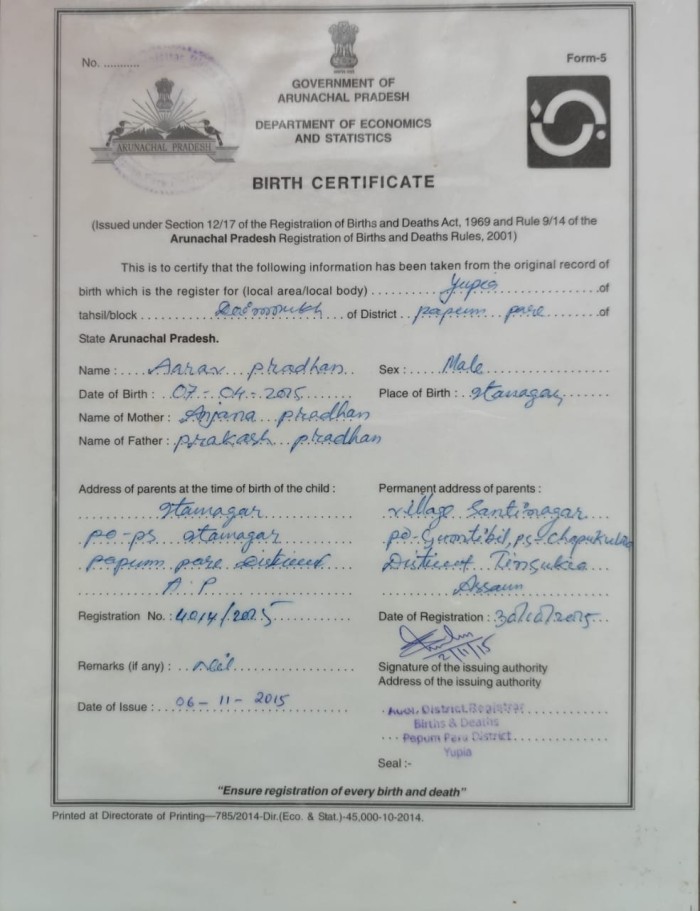 No. ...........
Form-5
GOVERNMENT OF
ARUNACHAL PRADESH
ARUNACHAL PRADESH
DEPARTMENT OF ECONOMICS
AND STATISTICS
BIRTH CERTIFICATE
(Issued under Section 12/17 of the Registration of Births and Deaths Act, 1969 and Rule 9/14 of the
Arunachal Pradesh Registration of Births and Deaths Rules, 2001)
This is to certify that the following information has been taken from the original record of
birth which is the register for (local area/local body) Yupia of
tahsil/block of District papum pare of
State Arunachal Pradesh.
Name : Aarav pradhan Sex : Male
Date of Birth : 07-04-2015 Place of Birth : Itanagar
Name of Mother : Anjana pradhan
Name of Father : prakash pradhan
Address of parents at the time of birth of the child : Permanent address of parents :
Itanagar village Santinagar
po-ps itanagar po- ps-
papum pare District District Tinsukia
A.P Assam
Registration No. : 4014/2015 Date of Registration : 30/10/2015
2/11/15
Remarks (if any) : Nil Signature of the issuing authority
Address of the issuing authority
Date of Issue : 06-11-2015
Addl. District Registrar
Births & Deaths
Papum Pare District
Yupia
Seal :-
"Ensure registration of every birth and death"
Printed at Directorate of Printing—785/2014-Dir.(Eco. & Stat.)-45,000-10-2014.